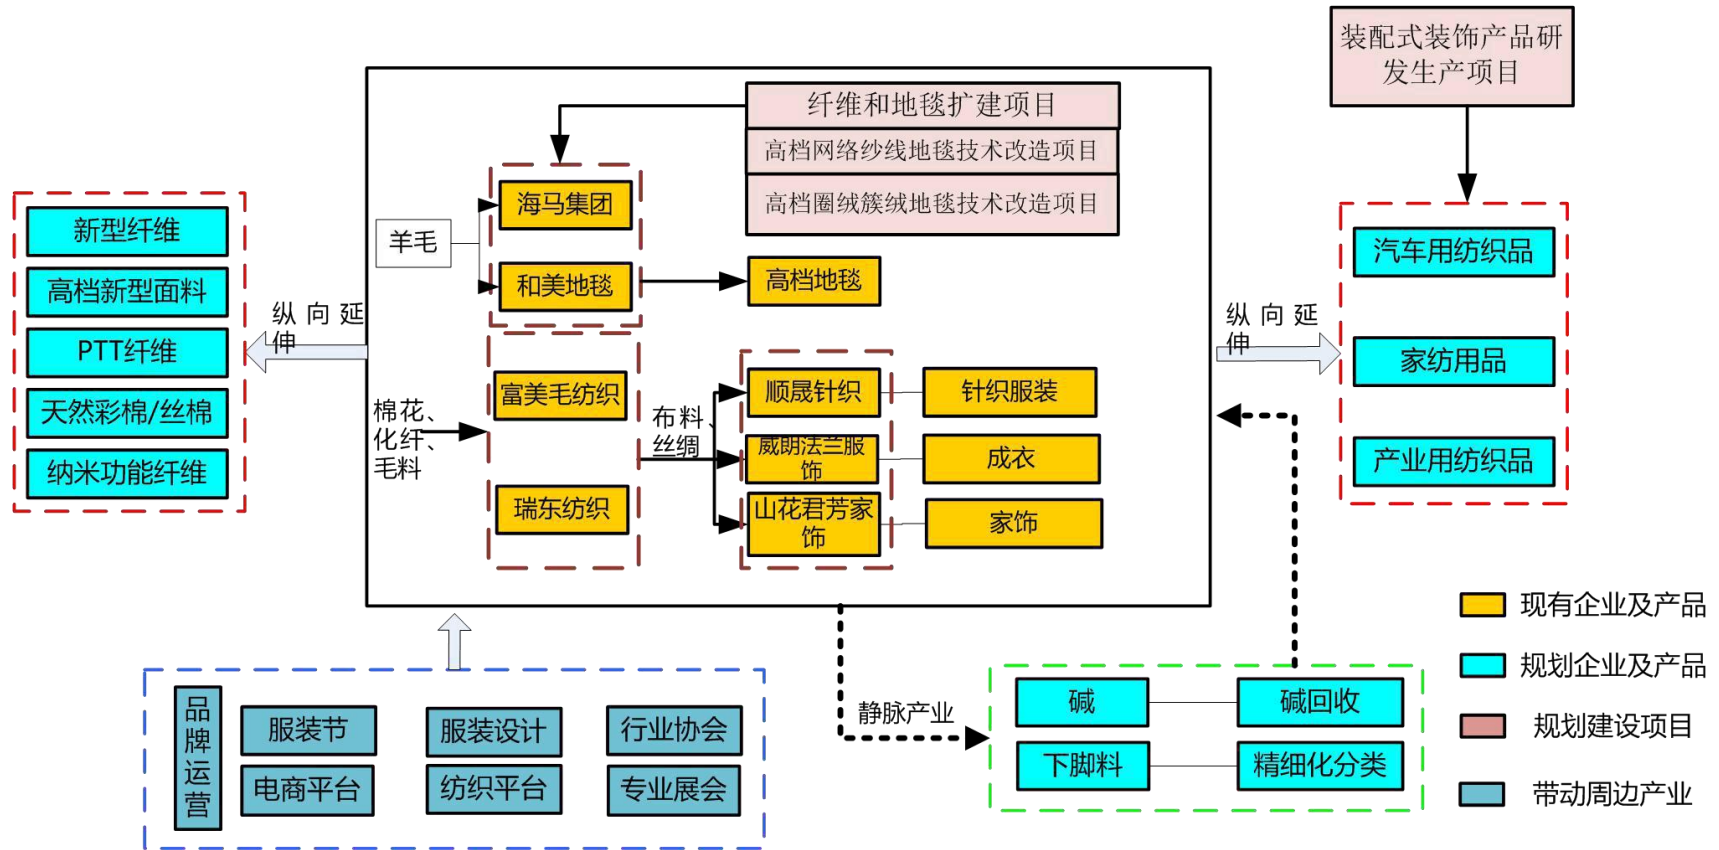 装配式装饰产品研
发生产项目
纤维和地毯扩建项目
高档网络纱线地毯技术改造项目
高档圈绒簇绒地毯技术改造项目
新型纤维
高档新型面料
PTT纤维
天然彩棉/丝棉
纳米功能纤维
纵向延
伸
羊毛
海马集团
和美地毯
高档地毯
棉花、
化纤、
毛料
富美毛纺织
瑞东纺织
布料、
丝绸
顺晟针织
针织服装
威朗法兰服
饰
成衣
山花君芳家
饰
家饰
纵向延
伸
汽车用纺织品
家纺用品
产业用纺织品
品
牌
运
营
服装节
服装设计
行业协会
电商平台
纺织平台
专业展会
静脉产业
碱
碱回收
下脚料
精细化分类
现有企业及产品
规划企业及产品
规划建设项目
带动周边产业